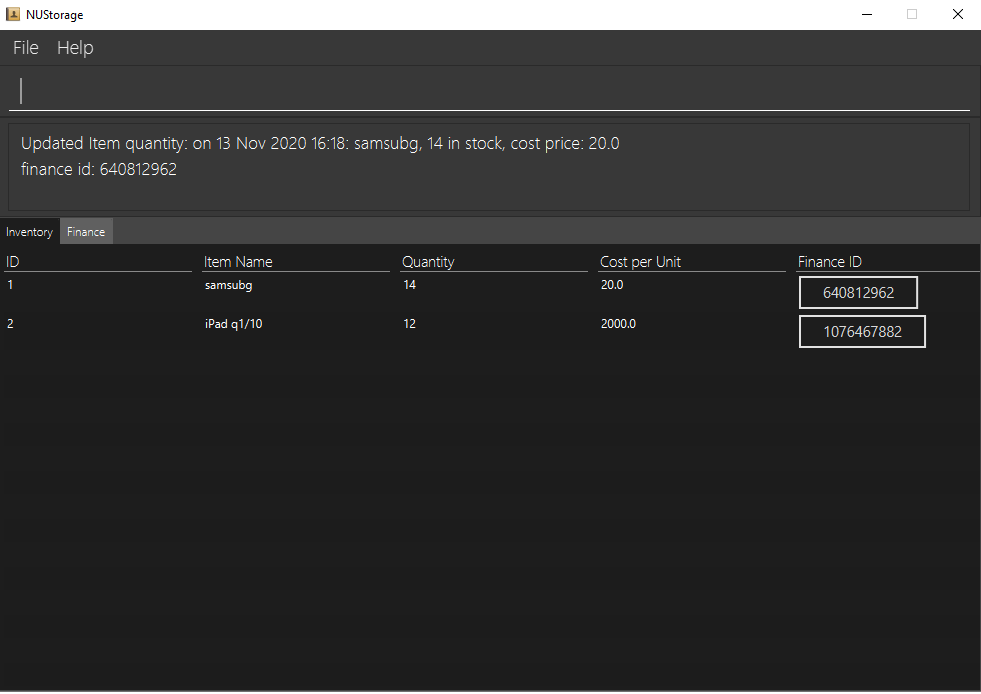 NUStorage
File Help
Updated Item quantity: on 13 Nov 2020 16:18: samsubg, 14 in stock, cost price: 20.0
finance id: 640812962
Inventory Finance
ID Item Name Quantity Cost per Unit Finance ID
1 samsubg 14 20.0 640812962
2 iPad q1/10 12 2000.0 1076467882